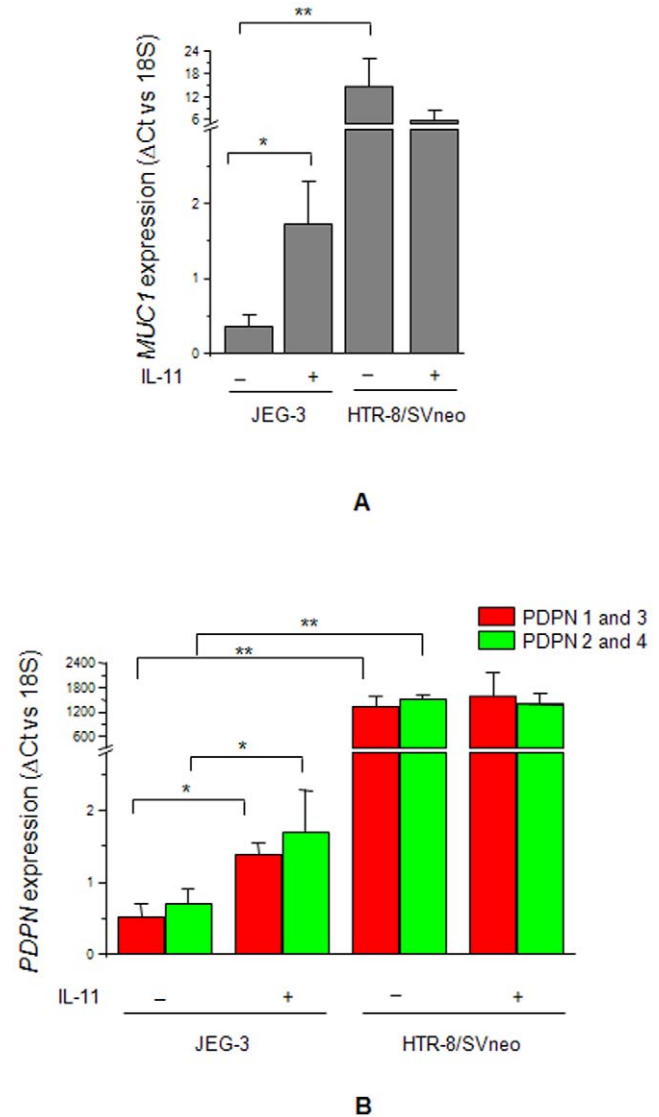 **
24
18
12
6
*
2
1
0
MUC1 expression (ΔCt vs 18S)
IL-11 – + – +
JEG-3 HTR-8/SVneo
A
PDPN 1 and 3
PDPN 2 and 4
**
**
2400
1800
1200
600
*
*
2
1
0
PDPN expression (ΔCt vs 18S)
IL-11 – + – +
JEG-3 HTR-8/SVneo
B